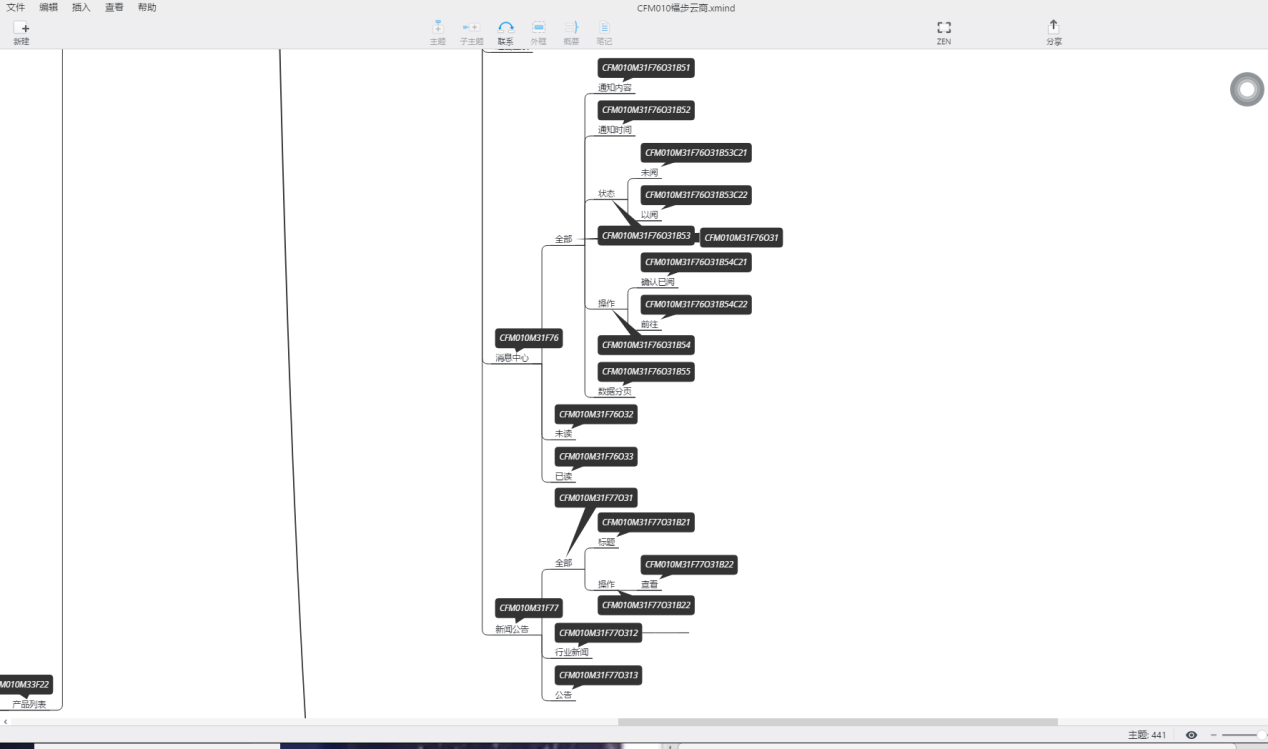 文件 编辑 插入 查看 帮助
CFM010福步云商.xmind
新建
主题 子主题 联系 外框 概要 笔记
ZEN
分享
CFM010M31F76O31B51
通知内容
CFM010M31F76O31B52
通知时间
CFM010M31F76O31B53C21
未阅
状态
CFM010M31F76O31B53C22
以阅
全部
CFM010M31F76O31B53
CFM010M31F76O31
CFM010M31F76O31B54C21
确认已阅
操作
CFM010M31F76O31B54C22
前往
CFM010M31F76
CFM010M31F76O31B54
消息中心
CFM010M31F76O31B55
数据分页
CFM010M31F76O32
未读
CFM010M31F76O33
已读
CFM010M31F77O31
CFM010M31F77O31B21
标题
全部
CFM010M31F77O31B22
操作 查看
CFM010M31F77O31B22
CFM010M31F77
新闻公告
CFM010M31F77O312
行业新闻
CFM010M31F77O313
公告
M010M33F22
产品列表
主题: 441